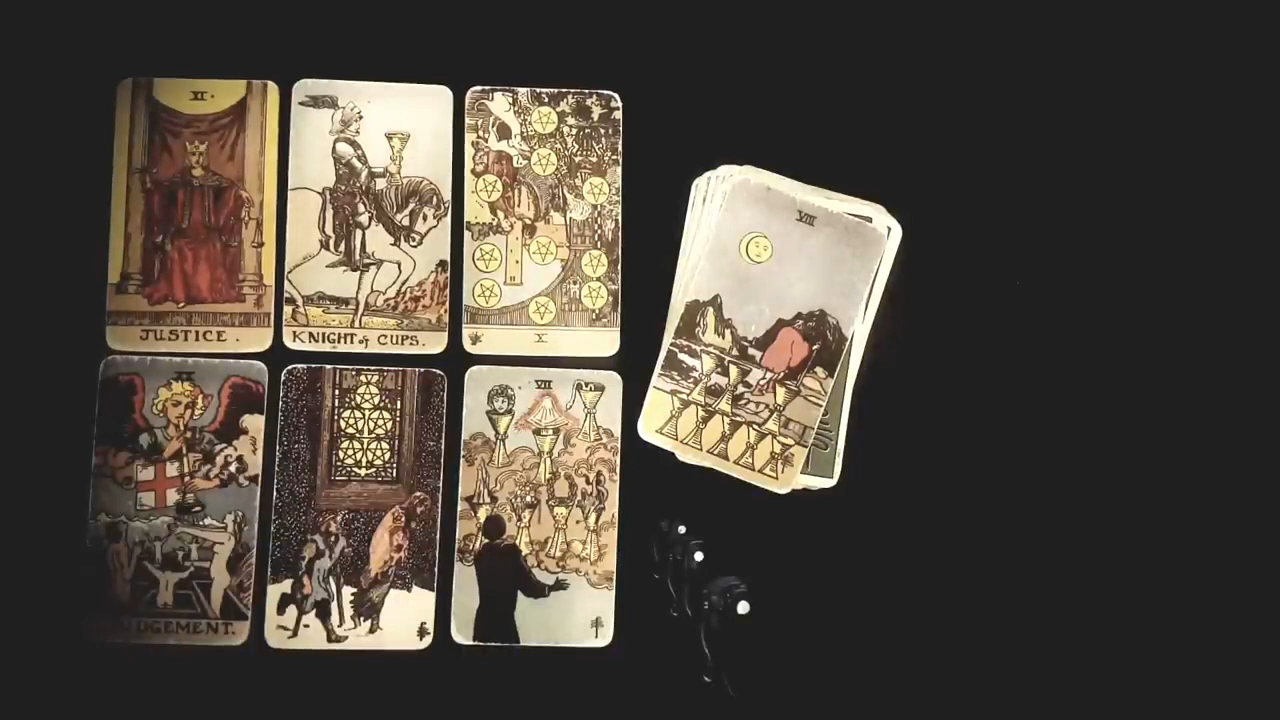 XI.
JUSTICE.
KNIGHT of CUPS.
X
VIII
VII
JUDGEMENT.